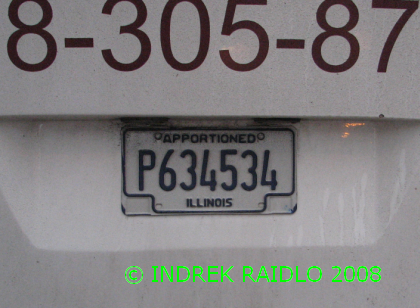 8-305-87
APPORTIONED
P634534
ILLINOIS
© INDREK RAIDLO 2008